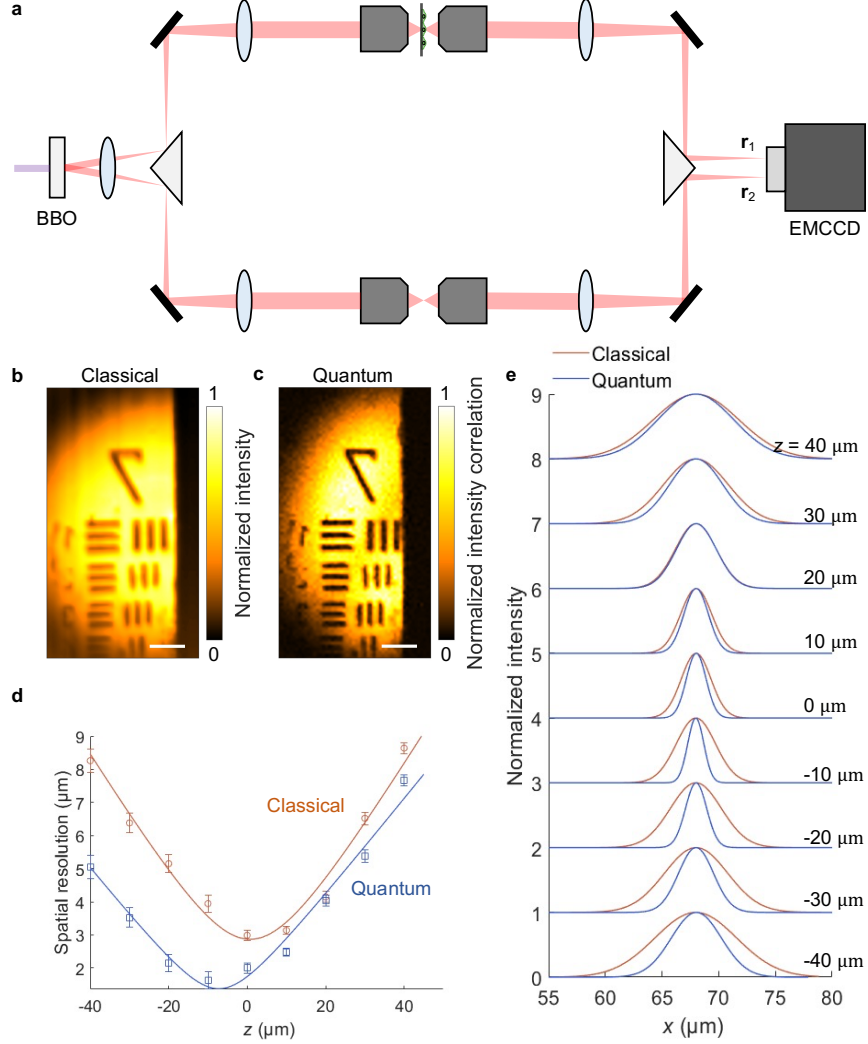 a
r1
r2
BBO
EMCCD
b
Classical
1
0
Normalized intensity
c
Quantum
1
0
Normalized intensity correlation
d
9
8
7
6
5
4
3
2
Spatial resolution (μm)
Classical
Quantum
-40
-20
0
20
40
z (μm)
e
Classical
Quantum
9
8
7
6
5
4
3
2
1
0
Normalized intensity
z = 40 μm
30 μm
20 μm
10 μm
0 μm
-10 μm
-20 μm
-30 μm
-40 μm
55
60
65
70
75
80
x (μm)